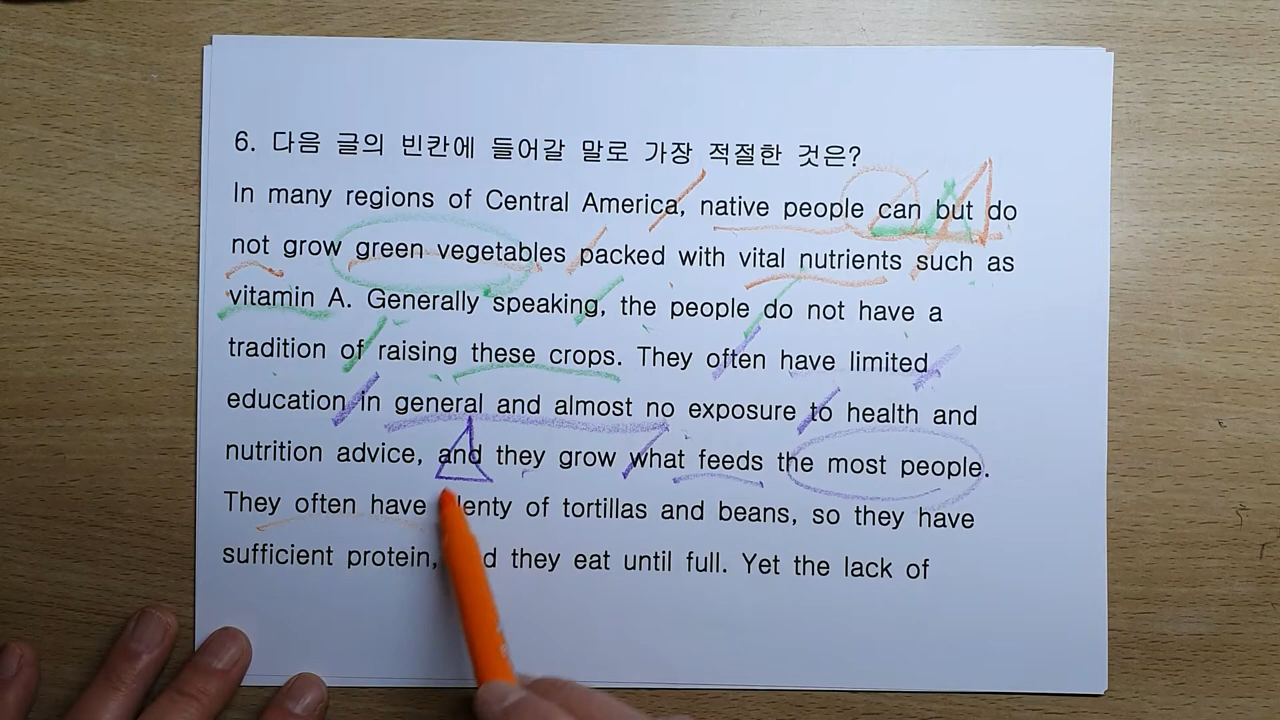 6. 다음 글의 빈칸에 들어갈 말로 가장 적절한 것은?
In many regions of Central America, native people can but do
not grow green vegetables packed with vital nutrients such as
vitamin A. Generally speaking, the people do not have a
tradition of raising these crops. They often have limited
education in general and almost no exposure to health and
nutrition advice, and they grow what feeds the most people.
They often have plenty of tortillas and beans, so they have
sufficient protein, and they eat until full. Yet the lack of